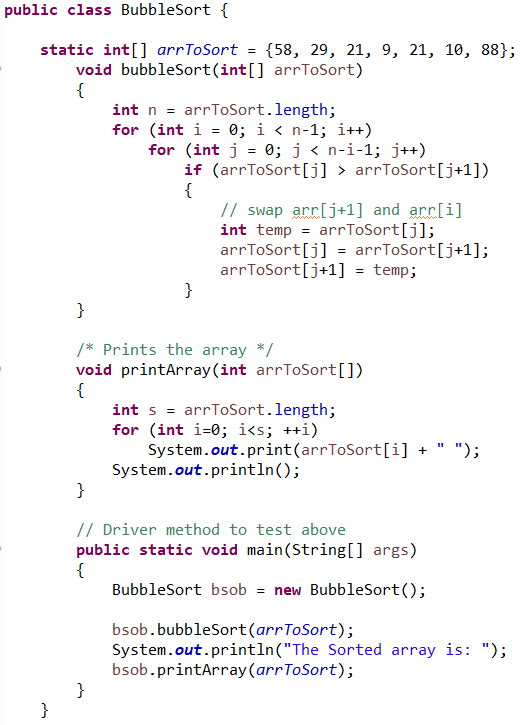 public class BubbleSort {
static int[] arrToSort = {58, 29, 21, 9, 21, 10, 88};
void bubbleSort(int[] arrToSort)
{
int n = arrToSort.length;
for (int i = 0; i < n-1; i++)
for (int j = 0; j < n-i-1; j++)
if (arrToSort[j] > arrToSort[j+1])
{
// swap arr[j+1] and arr[i]
int temp = arrToSort[j];
arrToSort[j] = arrToSort[j+1];
arrToSort[j+1] = temp;
}
}
/* Prints the array */
void printArray(int arrToSort[])
{
int s = arrToSort.length;
for (int i=0; i<s; ++i)
System.out.print(arrToSort[i] + " ");
System.out.println();
}
// Driver method to test above
public static void main(String[] args)
{
BubbleSort bsob = new BubbleSort();
bsob.bubbleSort(arrToSort);
System.out.println("The Sorted array is: ");
bsob.printArray(arrToSort);
}
}